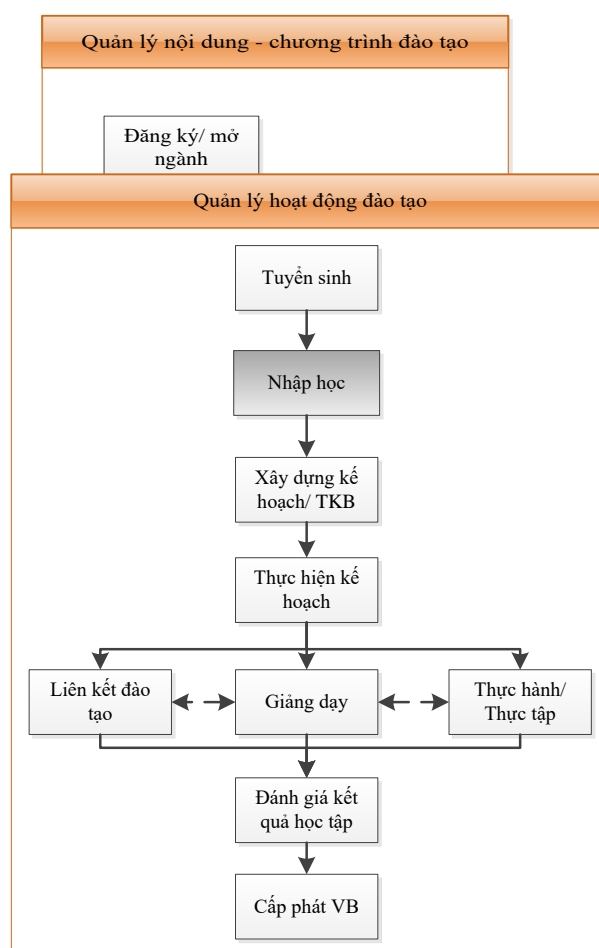 Quản lý nội dung - chương trình đào tạo
Đăng ký/ mở
ngành
Quản lý hoạt động đào tạo
Tuyển sinh
Nhập học
Xây dựng kế
hoạch/ TKB
Thực hiện kế
hoạch
Liên kết đào
tạo
Giảng dạy
Thực hành/
Thực tập
Đánh giá kết
quả học tập
Cấp phát VB